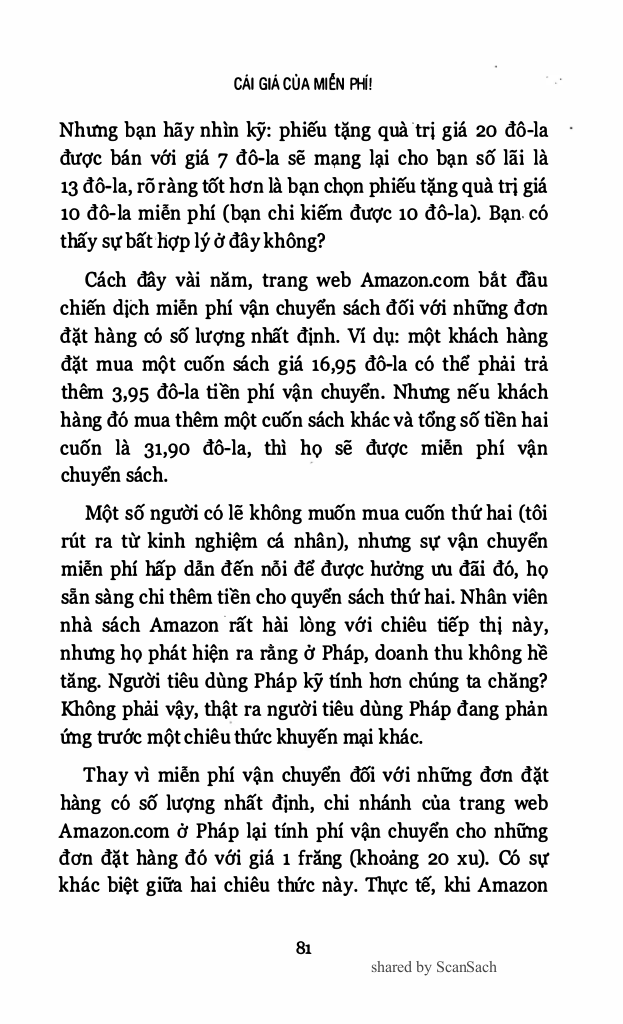 CÁI GIÁ CỦA MIỄN PHÍ!
Nhưng bạn hãy nhìn kỹ: phiếu tặng quà trị giá 20 đô-la
được bán với giá 7 đô-la sẽ mang lại cho bạn số lãi là
13 đô-la, rõ ràng tốt hơn là bạn chọn phiếu tặng quà trị giá
10 đô-la miễn phí (bạn chỉ kiếm được 10 đô-la). Bạn có
thấy sự bất hợp lý ở đây không?
Cách đây vài năm, trang web Amazon.com bắt đầu
chiến dịch miễn phí vận chuyển sách đối với những đơn
đặt hàng có số lượng nhất định. Ví dụ: một khách hàng
đặt mua một cuốn sách giá 16,95 đô-la có thể phải trả
thêm 3,95 đô-la tiền phí vận chuyển. Nhưng nếu khách
hàng đó mua thêm một cuốn sách khác và tổng số tiền hai
cuốn là 31,90 đô-la, thì họ sẽ được miễn phí vận
chuyển sách.
Một số người có lẽ không muốn mua cuốn thứ hai (tôi
rút ra từ kinh nghiệm cá nhân), nhưng sự vận chuyển
miễn phí hấp dẫn đến nỗi để được hưởng ưu đãi đó, họ
sẵn sàng chi thêm tiền cho quyển sách thứ hai. Nhân viên
nhà sách Amazon rất hài lòng với chiêu tiếp thị này,
nhưng họ phát hiện ra rằng ở Pháp, doanh thu không hề
tăng. Người tiêu dùng Pháp kỹ tính hơn chúng ta chăng?
Không phải vậy, thật ra người tiêu dùng Pháp đang phản
ứng trước một chiêu thức khuyến mại khác.
Thay vì miễn phí vận chuyển đối với những đơn đặt
hàng có số lượng nhất định, chi nhánh của trang web
Amazon.com ở Pháp lại tính phí vận chuyển cho những
đơn đặt hàng đó với giá 1 frăng (khoảng 20 xu). Có sự
khác biệt giữa hai chiêu thức này. Thực tế, khi Amazon
81
shared by ScanSach